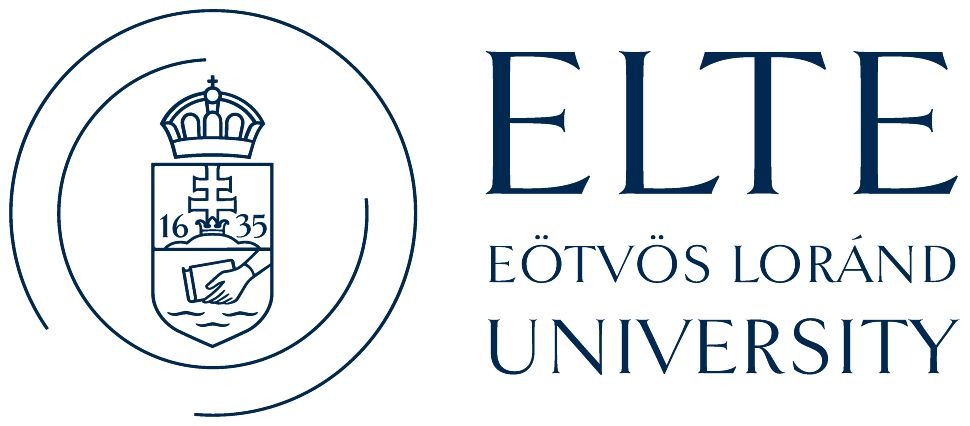 16 35
ELTE
EÖTVÖS LORÁND
UNIVERSITY